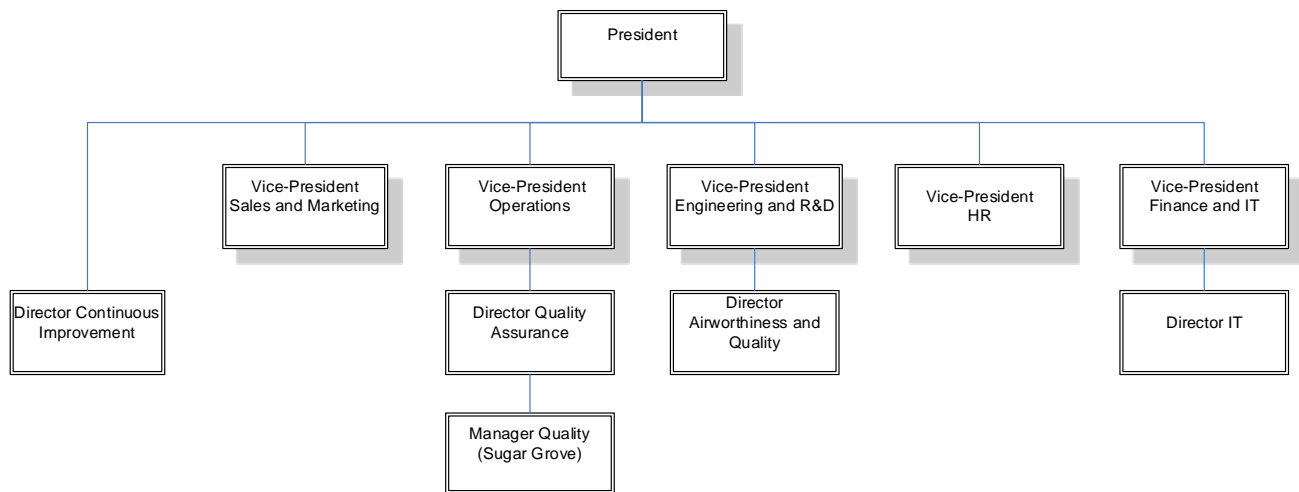 President
Vice-President
Sales and Marketing
Vice-President
Operations
Vice-President
Engineering and R&D
Vice-President
HR
Vice-President
Finance and IT
Director Continuous
Improvement
Director Quality
Assurance
Director
Airworthiness and
Quality
Director IT
Manager Quality
(Sugar Grove)